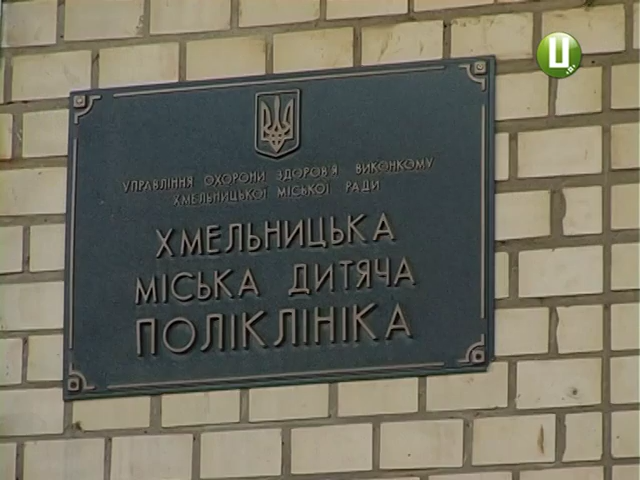 Ц
УПРАВЛІННЯ ОХОРОНИ ЗДОРОВ'Я ВИКОНКОМУ
ХМЕЛЬНИЦЬКОЇ МІСЬКОЇ РАДИ
ХМЕЛЬНИЦЬКА
МІСЬКА ДИТЯЧА
ПОЛІКЛІНІКА